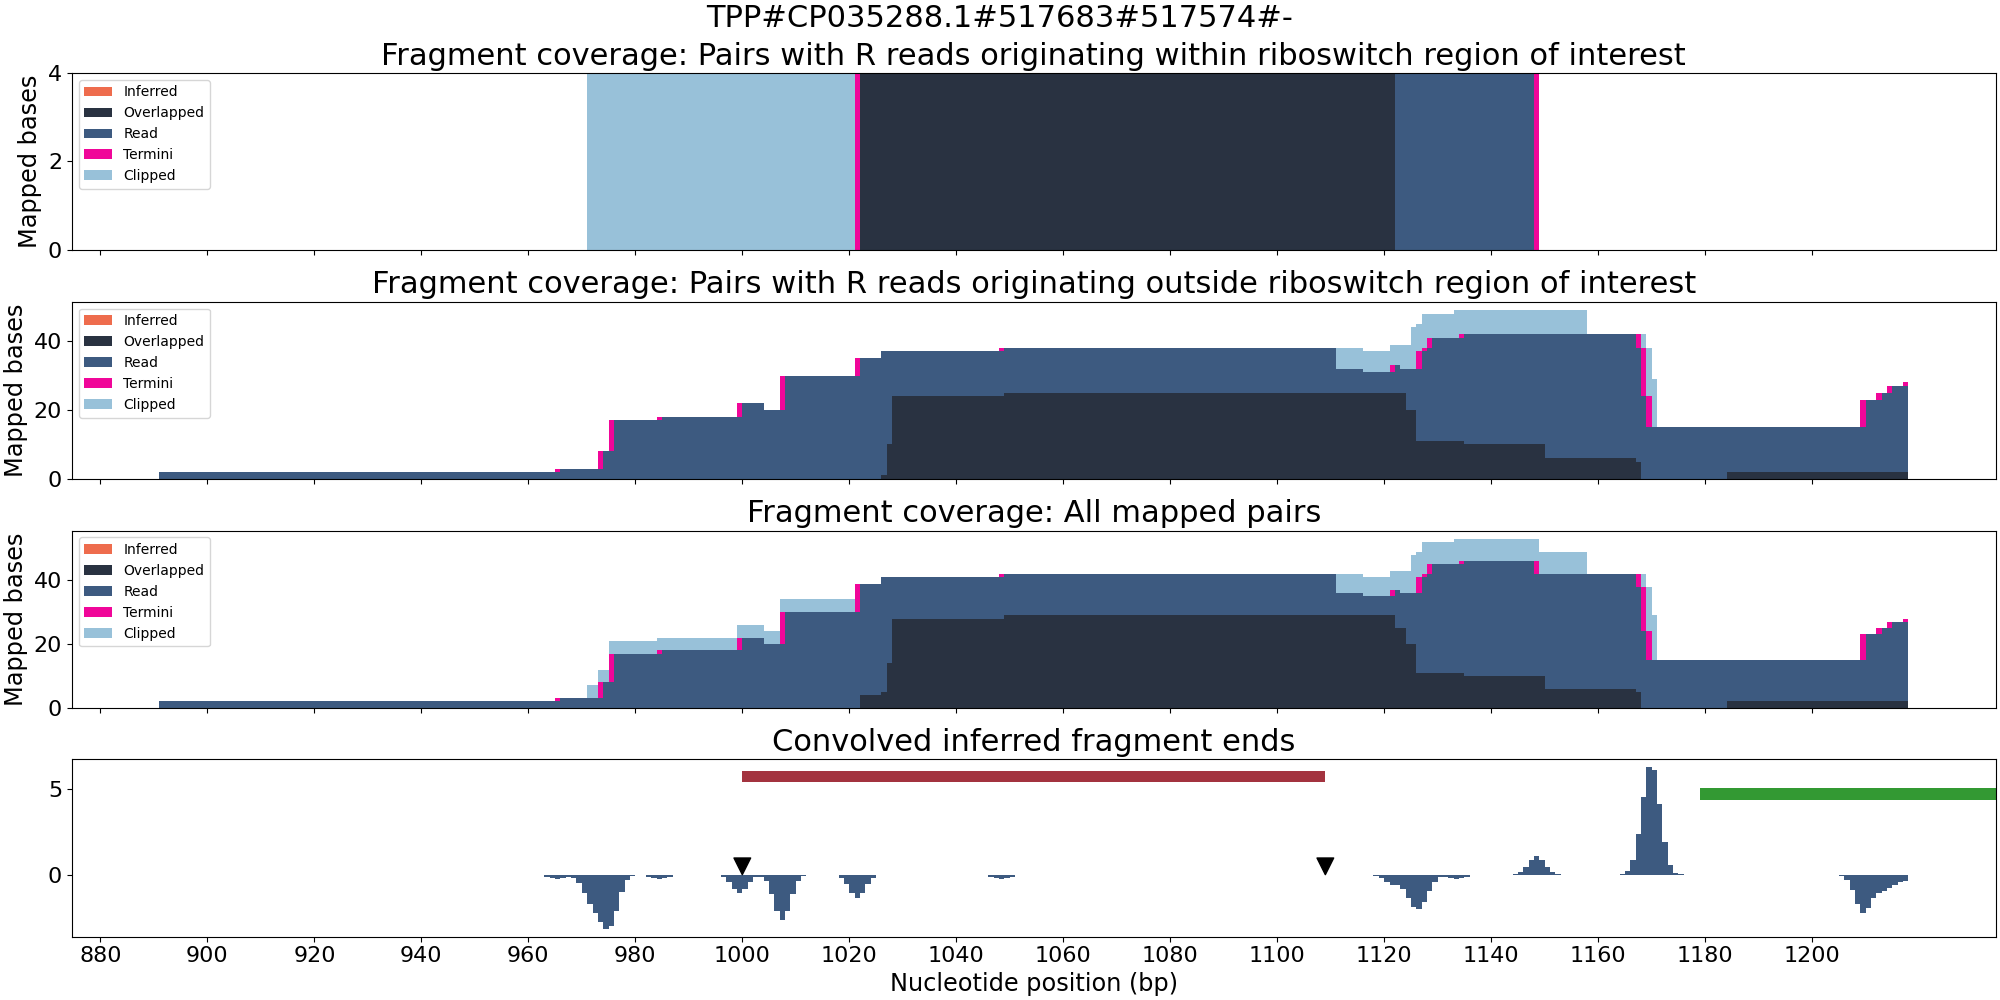 TPP#CP035288.1#517683#517574#-
Fragment coverage: Pairs with R reads originating within riboswitch region of interest
Mapped bases
4
2
0
Inferred
Overlapped
Read
Termini
Clipped
Fragment coverage: Pairs with R reads originating outside riboswitch region of interest
Mapped bases
40
20
0
Inferred
Overlapped
Read
Termini
Clipped
Fragment coverage: All mapped pairs
Mapped bases
40
20
0
Inferred
Overlapped
Read
Termini
Clipped
Convolved inferred fragment ends
5
0
880 900 920 940 960 980 1000 1020 1040 1060 1080 1100 1120 1140 1160 1180 1200
Nucleotide position (bp)